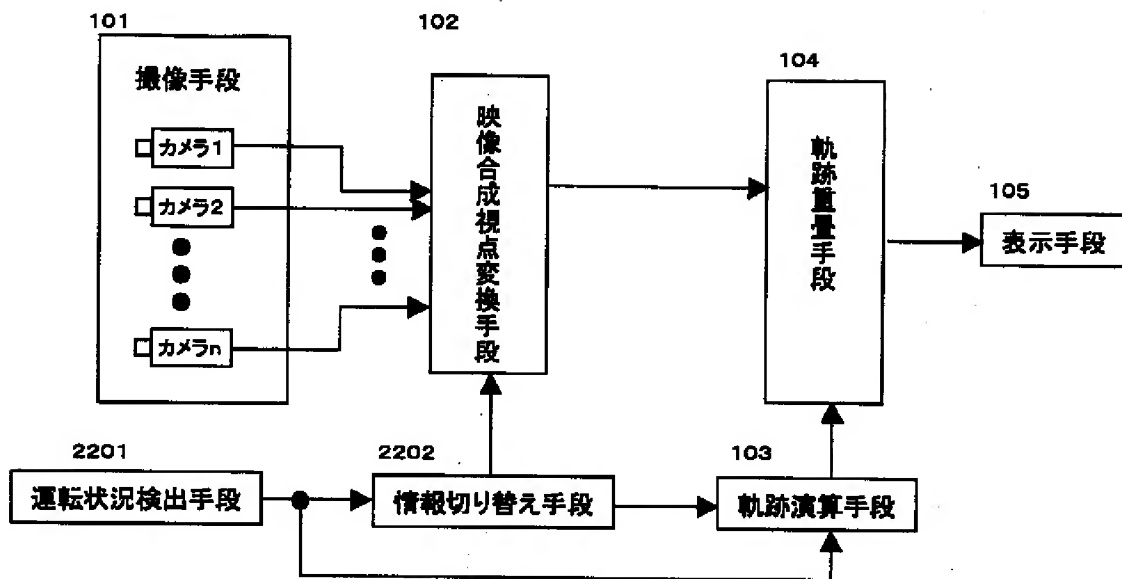 101
撮像手段
カメラ1
カメラ2
カメラn
102
映像合成視点変換手段
104
軌跡重畳手段
105
表示手段
2201
運転状況検出手段
2202
情報切り替え手段
103
軌跡演算手段